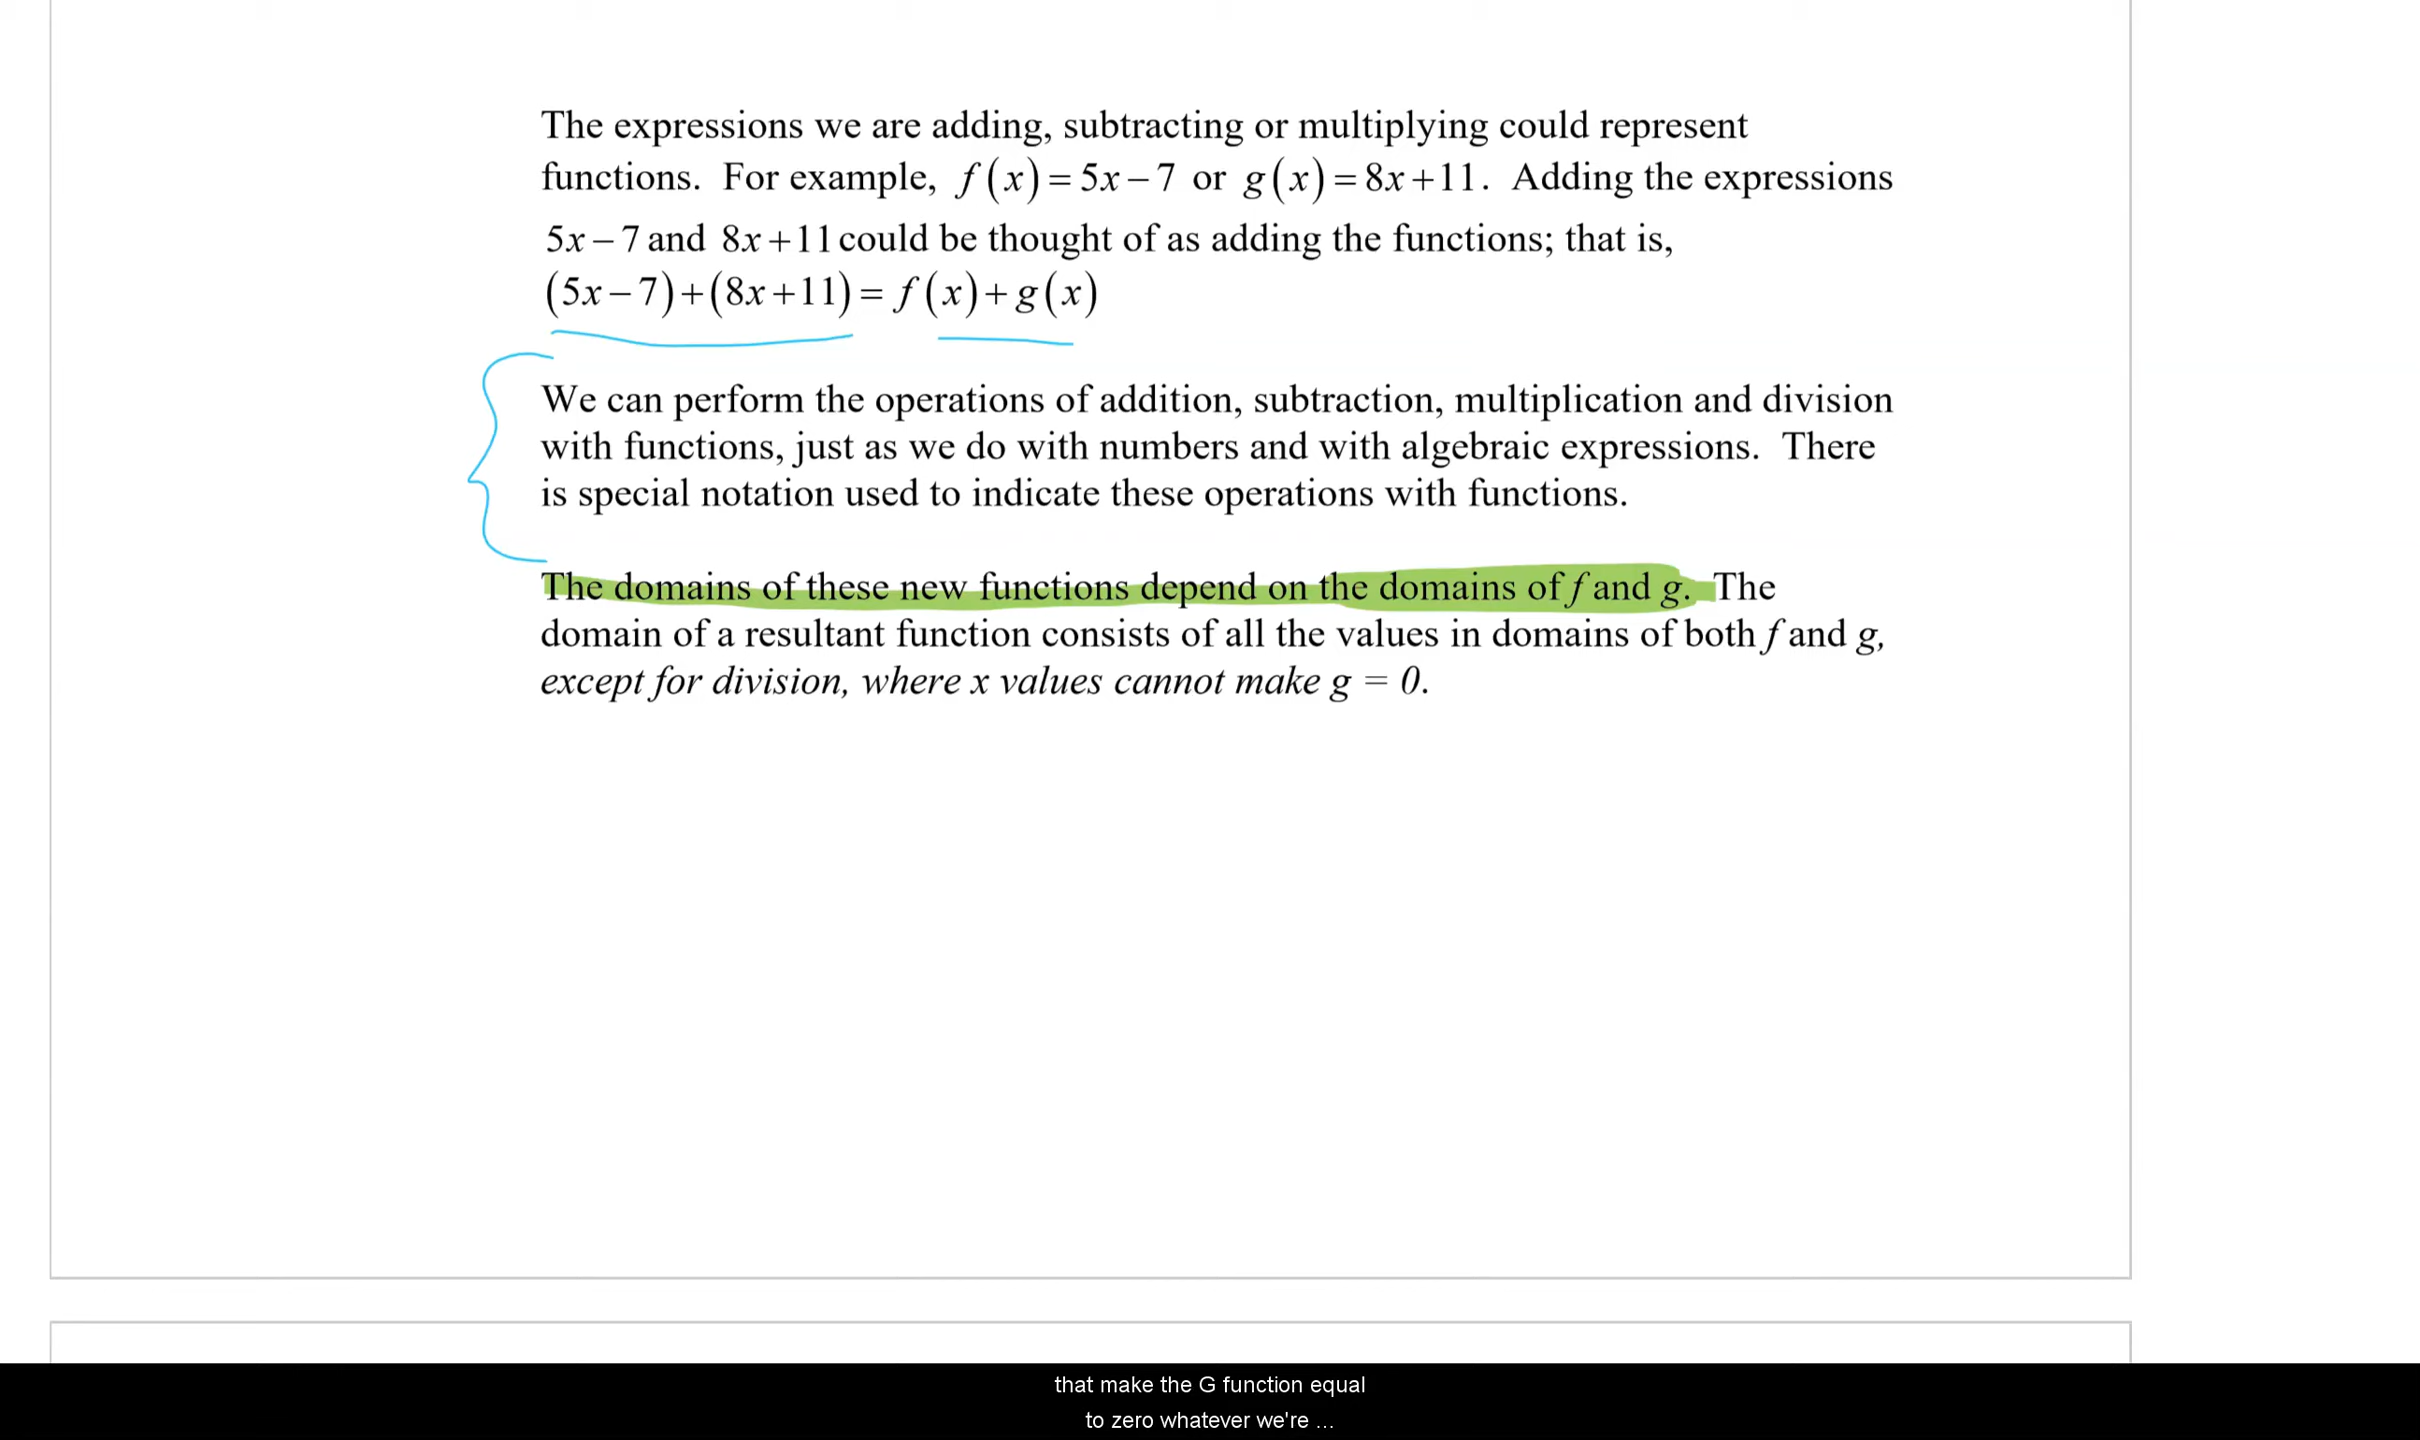 The expressions we are adding, subtracting or multiplying could represent
functions. For example, f(x)=5x−7 or g(x)=8x+11. Adding the expressions
5x−7 and 8x+11 could be thought of as adding the functions; that is,
(5x−7)+(8x+11)=f(x)+g(x)
We can perform the operations of addition, subtraction, multiplication and division
with functions, just as we do with numbers and with algebraic expressions. There
is special notation used to indicate these operations with functions.
The domains of these new functions depend on the domains of f and g. The
domain of a resultant function consists of all the values in domains of both f and g,
except for division, where x values cannot make g = 0.
that make the G function equal
to zero whatever we're ...